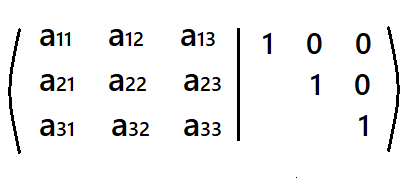 a11 a12 a13 1 0 0
a21 a22 a23 1 0
a31 a32 a33 1